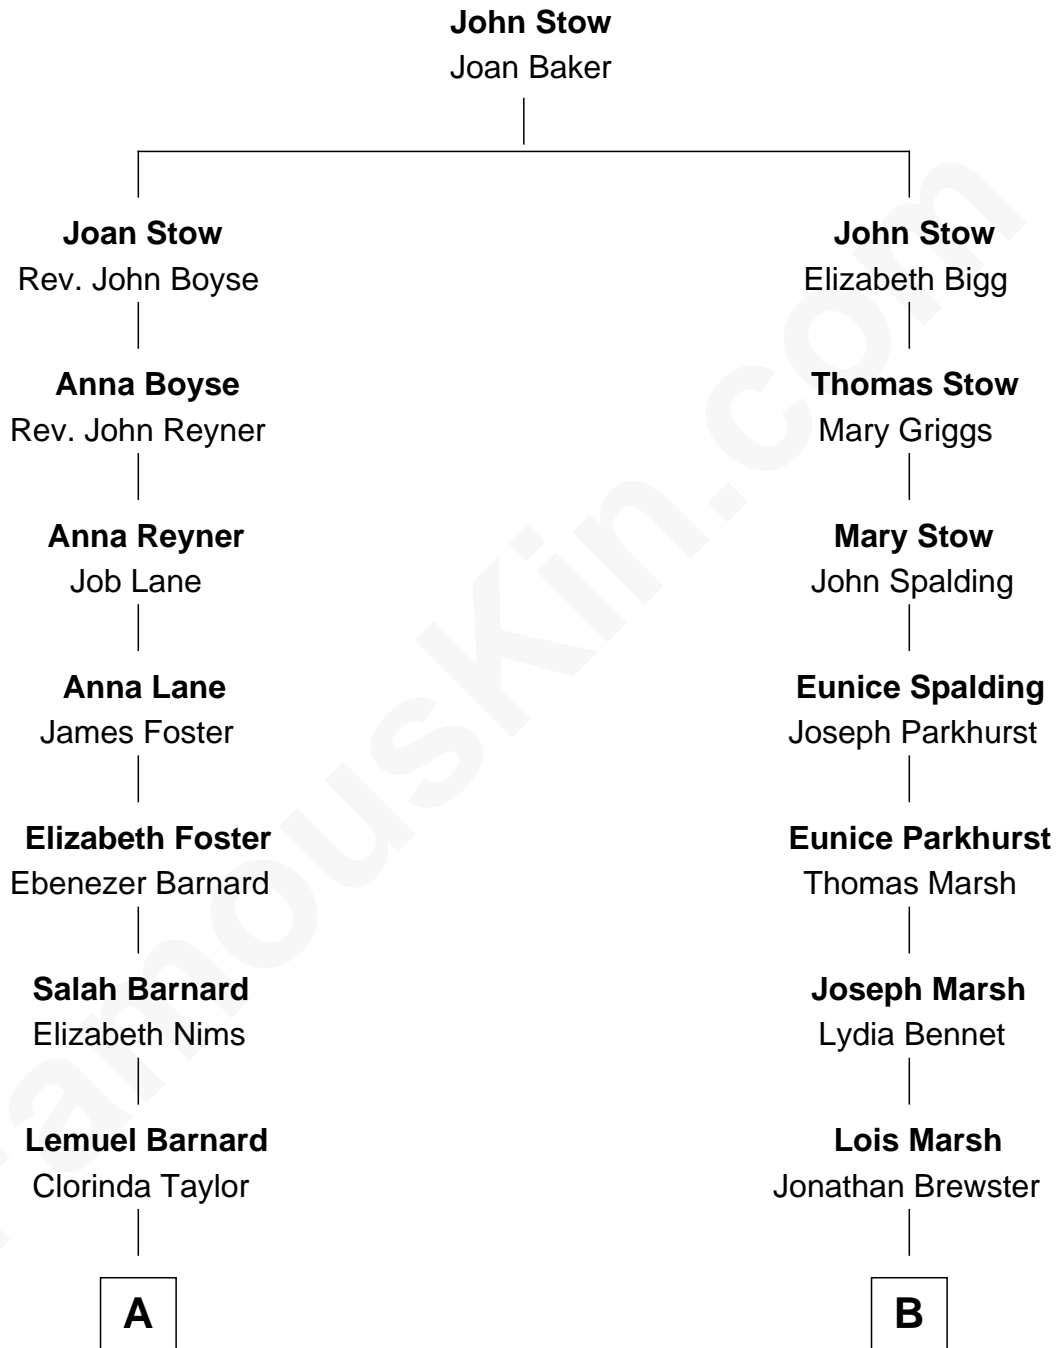 John Stow
Joan Baker
Joan Stow
Rev. John Boyse
Anna Boyse
Rev. John Reyner
Anna Reyner
Job Lane
Anna Lane
James Foster
Elizabeth Foster
Ebenezer Barnard
Salah Barnard
Elizabeth Nims
Lemuel Barnard
Clorinda Taylor
A
John Stow
Elizabeth Bigg
Thomas Stow
Mary Griggs
Mary Stow
John Spalding
Eunice Spalding
Joseph Parkhurst
Eunice Parkhurst
Thomas Marsh
Joseph Marsh
Lydia Bennet
Lois Marsh
Jonathan Brewster
B
FamousKin.com